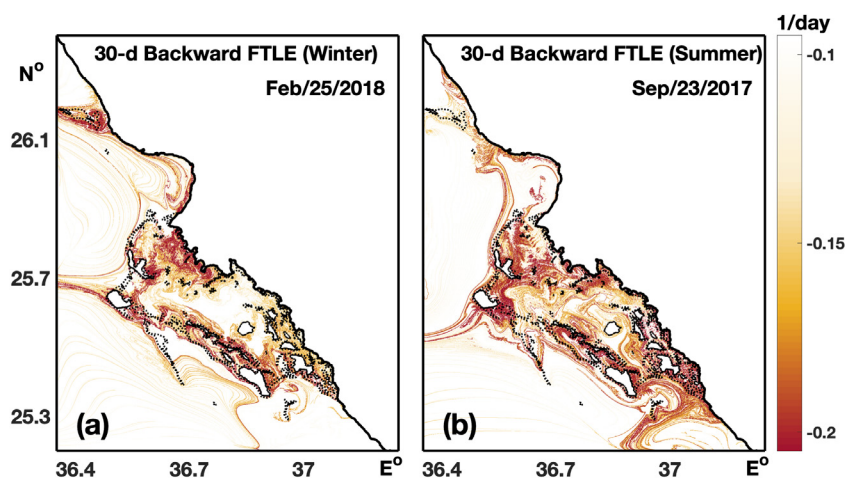 1/day
30-d Backward FTLE (Winter)
Feb/25/2018
30-d Backward FTLE (Summer)
Sep/23/2017
N°
26.1
25.7
25.3
(a)
(b)
36.4
36.7
37
E°
36.4
36.7
37
E°
-0.1
-0.15
-0.2